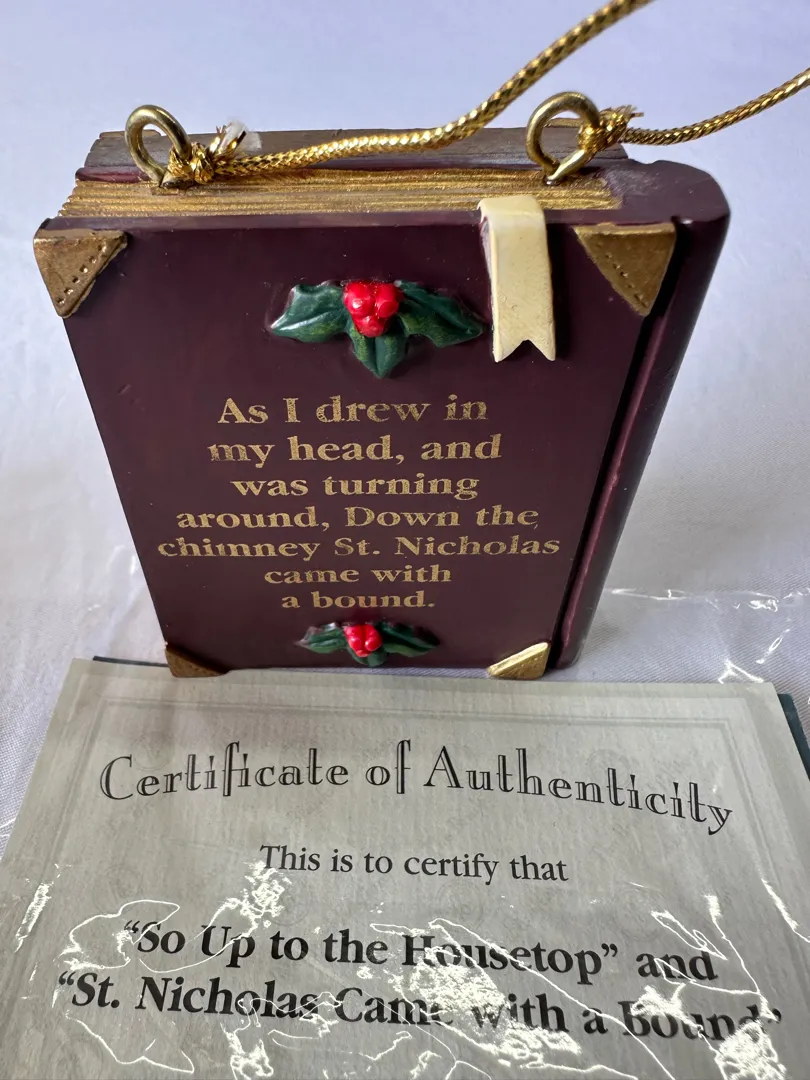 As I drew in
my head, and
was turning
around, Down the
chimney St. Nicholas
came with
a bound.
Certificate of Authenticity
This is to certify that
“So Up to the Housetop” and
“St. Nicholas Came with a Bound”